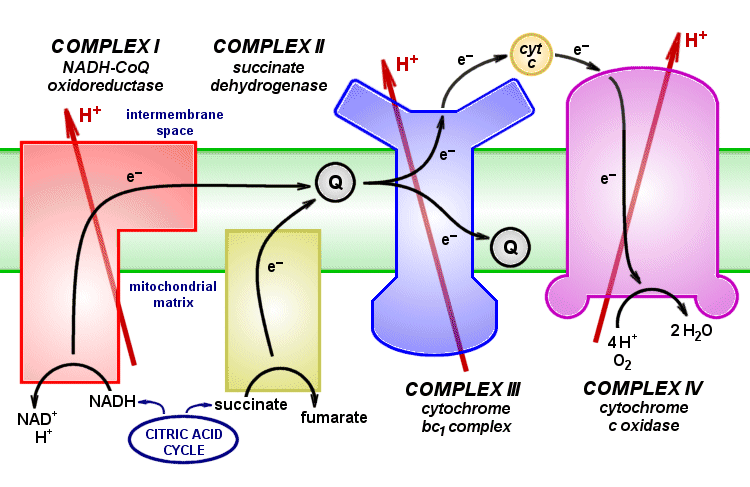 COMPLEX I
NADH-CoQ
oxidoreductase
COMPLEX II
succinate
dehydrogenase
H+
e−
cyt
c
e−
H+
H+
intermembrane
space
e−
Q
e−
e−
e−
Q
e−
mitochondrial
matrix
NAD+
H+
NADH
succinate
fumarate
CITRIC ACID
CYCLE
COMPLEX III
cytochrome
bc1 complex
4H+
O2
2 H2O
COMPLEX IV
cytochrome
c oxidase